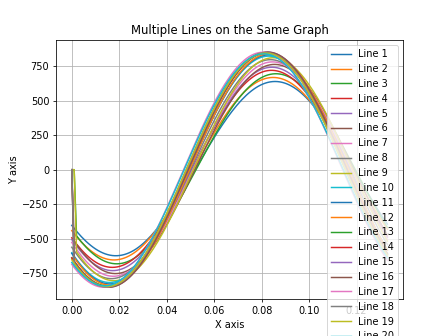 Multiple Lines on the Same Graph
Y axis
750
500
250
0
−250
−500
−750
0.00
0.02
0.04
0.06
0.08
0.10
X axis
Line 1
Line 2
Line 3
Line 4
Line 5
Line 6
Line 7
Line 8
Line 9
Line 10
Line 11
Line 12
Line 13
Line 14
Line 15
Line 16
Line 17
Line 18
Line 19
Line 20